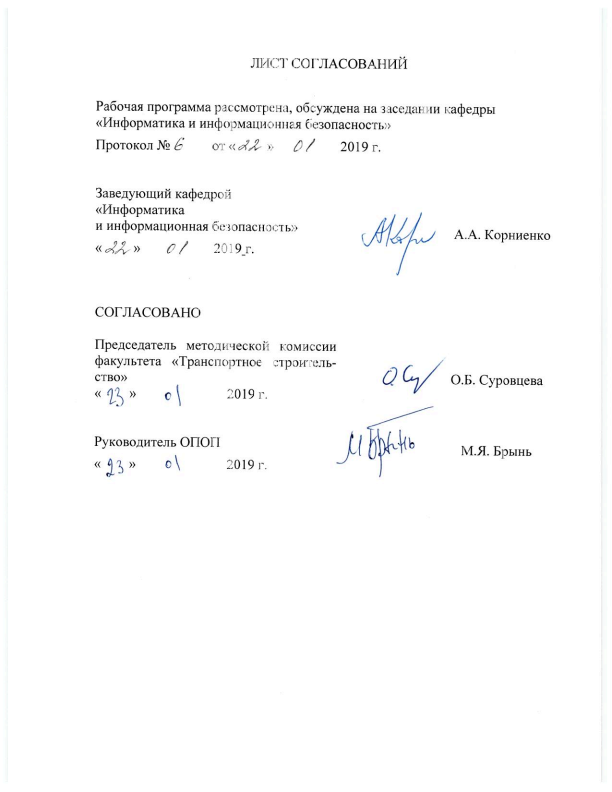 ЛИСТ СОГЛАСОВАНИЙ
Рабочая программа рассмотрена, обсуждена на заседании кафедры
«Информатика и информационная безопасность»
Протокол № 6 от «22» 01 2019 г.
Заведующий кафедрой
«Информатика
и информационная безопасность»
«22» 01 2019 г.
А.А. Корниенко
СОГЛАСОВАНО
Председатель методической комиссии
факультета «Транспортное строитель-
ство»
«23» 01 2019 г.
О.Б. Суровцева
Руководитель ОПОП
«23» 01 2019 г.
М.Я. Брынь